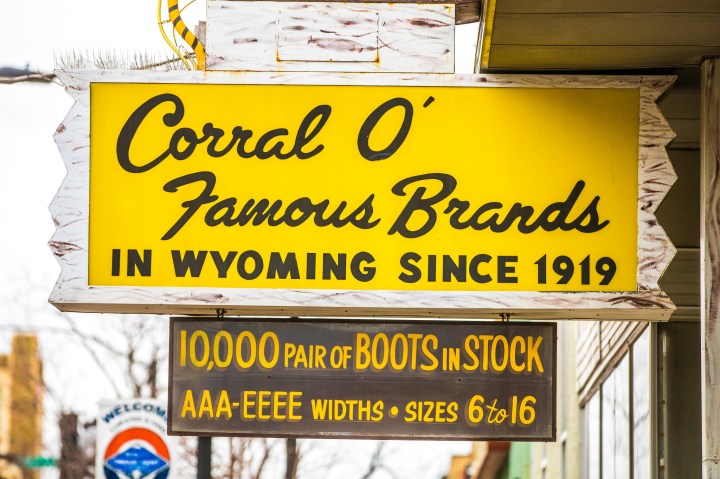 Corral O'
Famous Brands
IN WYOMING SINCE 1919
10,000 PAIR OF BOOTS IN STOCK
AAA-EEEE WIDTHS • SIZES 6 to 16
WELCOME